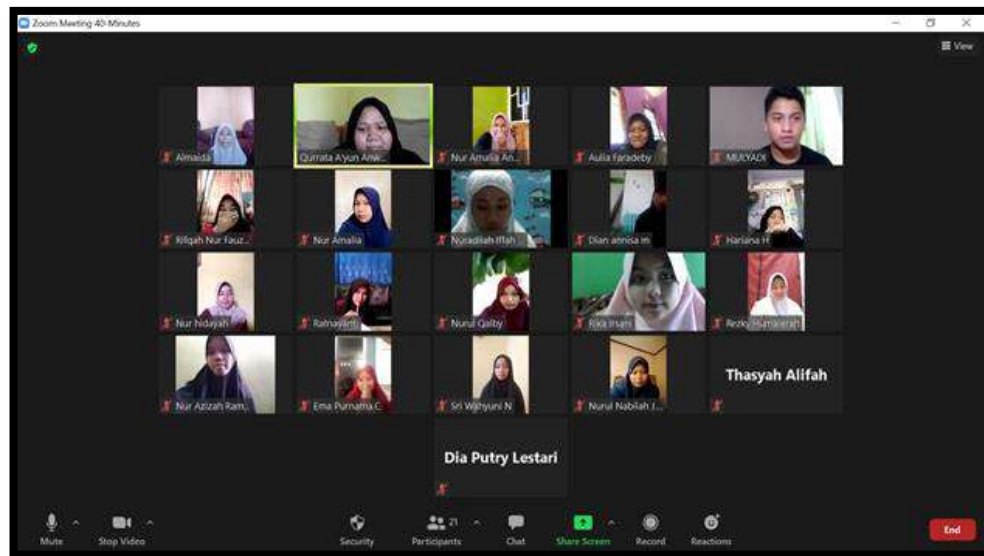 Zoom Meeting 40-Minutes
View
Almaida
Qurrata A'yun Anw...
Nur Amalia An...
Aulia Faradeby
MULYADI
Rifqah Nur Fauz...
Nur Amalia
Nuradilah Iffah
Dian annisa m
Hariana H
Nur hidayah
Ratnayanti
Nurul Qalby
Rika Irsani
Rezky Humaierah
Nur Azizah Ram...
Ema Purnama C
Sri Wahyuni N
Nurul Nabilah J...
Thasyah Alifah
Dia Putry Lestari
Mute
Stop Video
Security
21
Participants
Chat
Share Screen
Record
Reactions
End